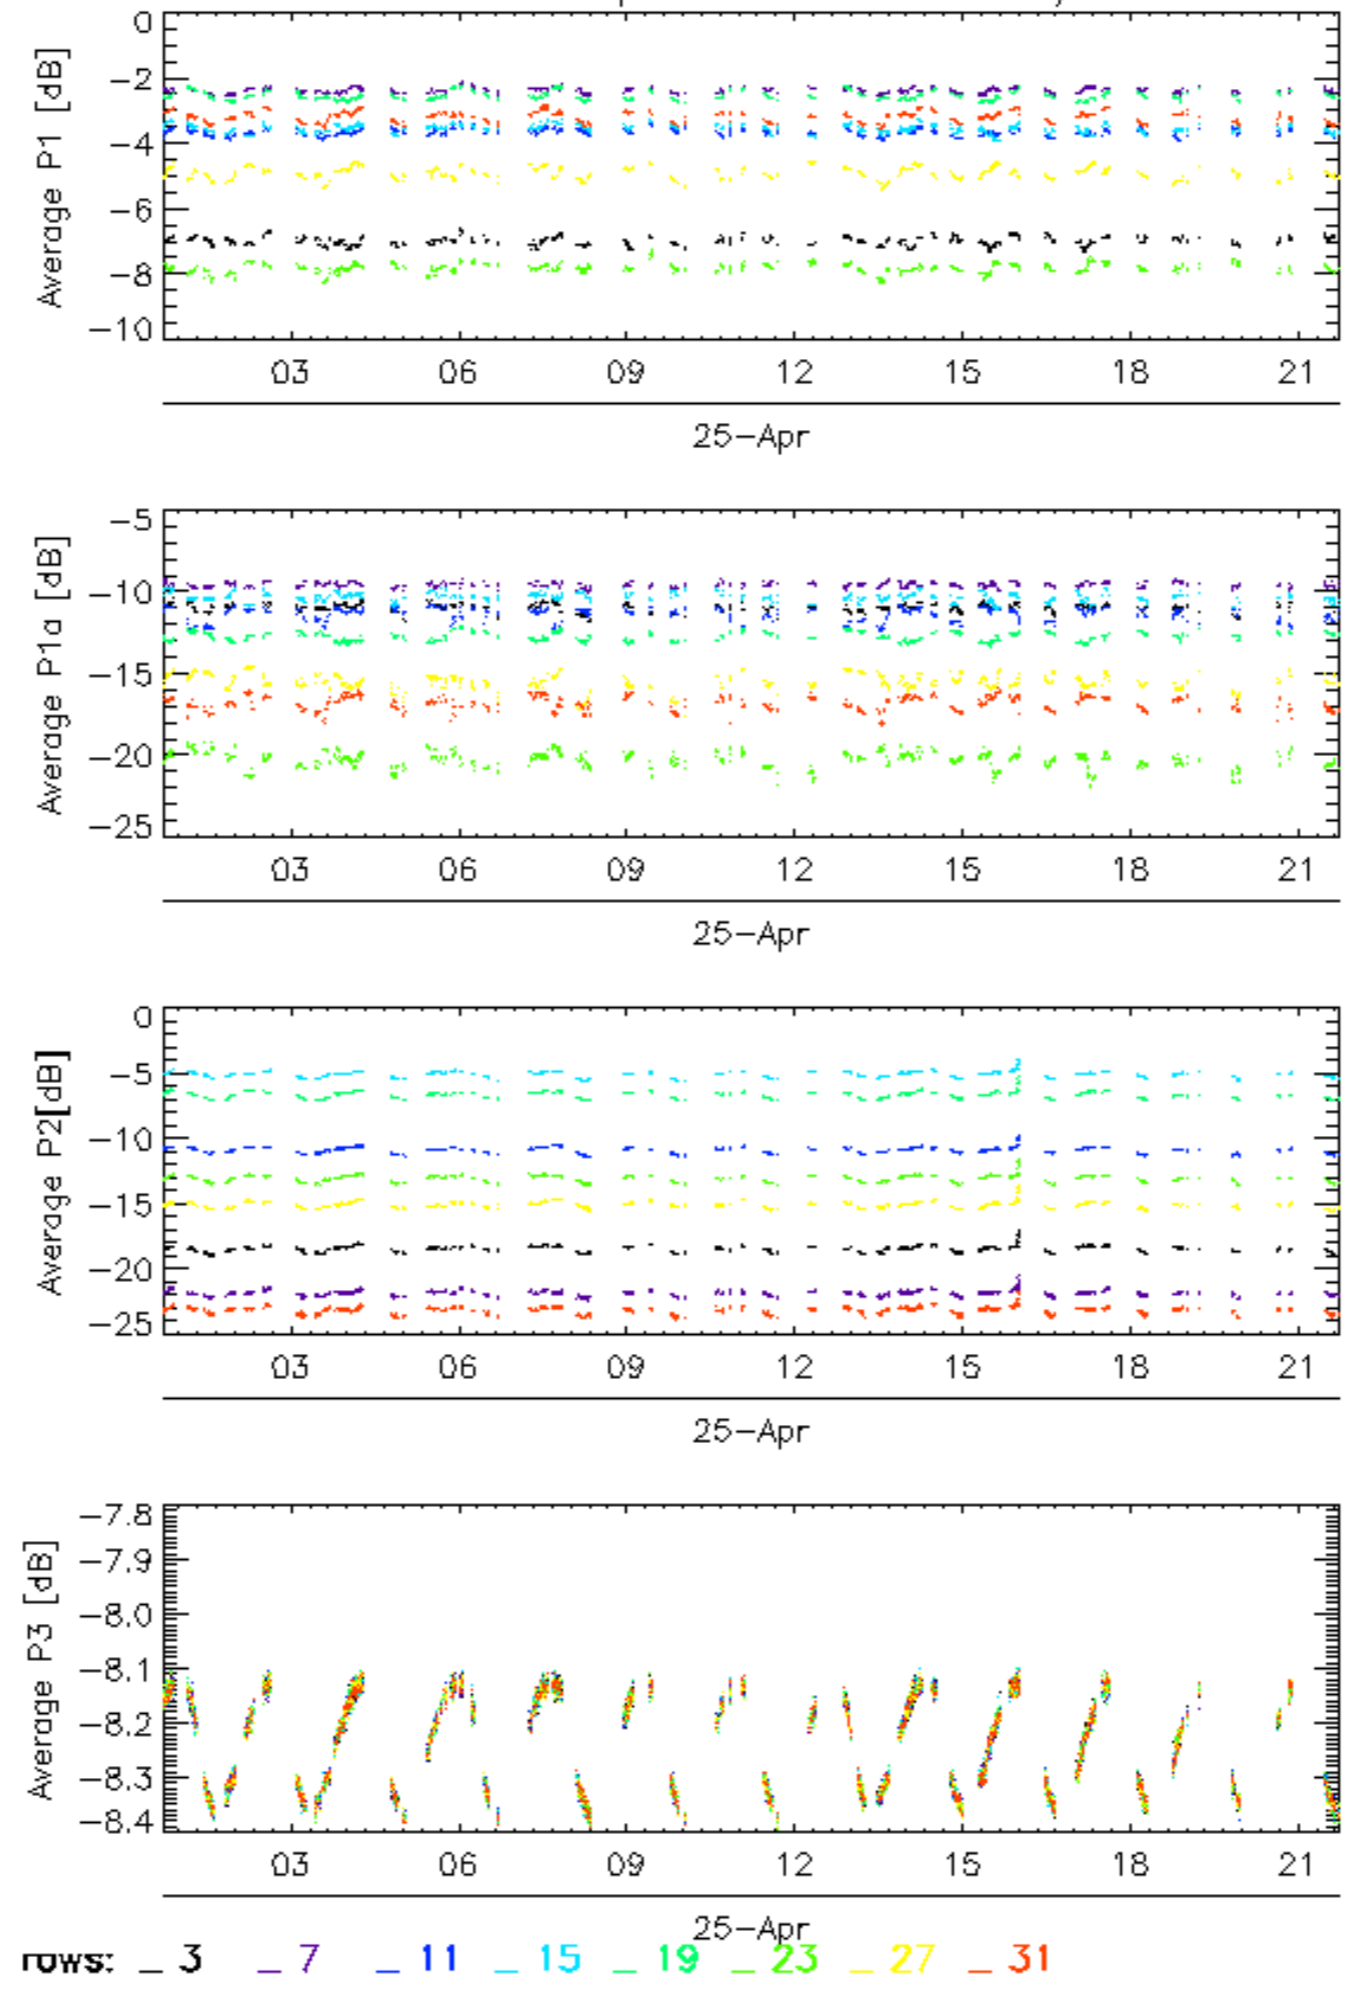 0
−2
−4
−6
−8
−10
Average P1 [dB]
03 06 09 12 15 18 21
25−Apr
−5
−10
−15
−20
−25
Average P1a [dB]
03 06 09 12 15 18 21
25−Apr
0
−5
−10
−15
−20
−25
Average P2[dB]
03 06 09 12 15 18 21
25−Apr
−7.8
−7.9
−8.0
−8.1
−8.2
−8.3
−8.4
Average P3 [dB]
03 06 09 12 15 18 21
25−Apr
rows: _ 3 _ 7 _ 11 _ 15 _ 19 _ 23 _ 27 _ 31